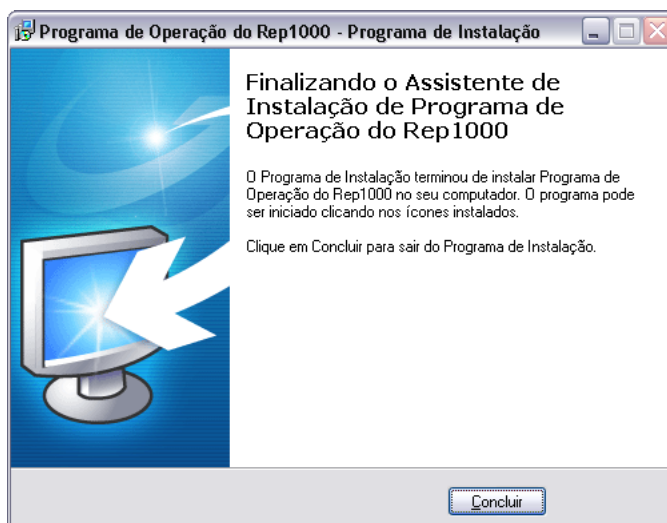 Programa de Operação do Rep1000 - Programa de Instalação
Finalizando o Assistente de
Instalação de Programa de
Operação do Rep1000
O Programa de Instalação terminou de instalar Programa de
Operação do Rep1000 no seu computador. O programa pode
ser iniciado clicando nos ícones instalados.
Clique em Concluir para sair do Programa de Instalação.
Concluir